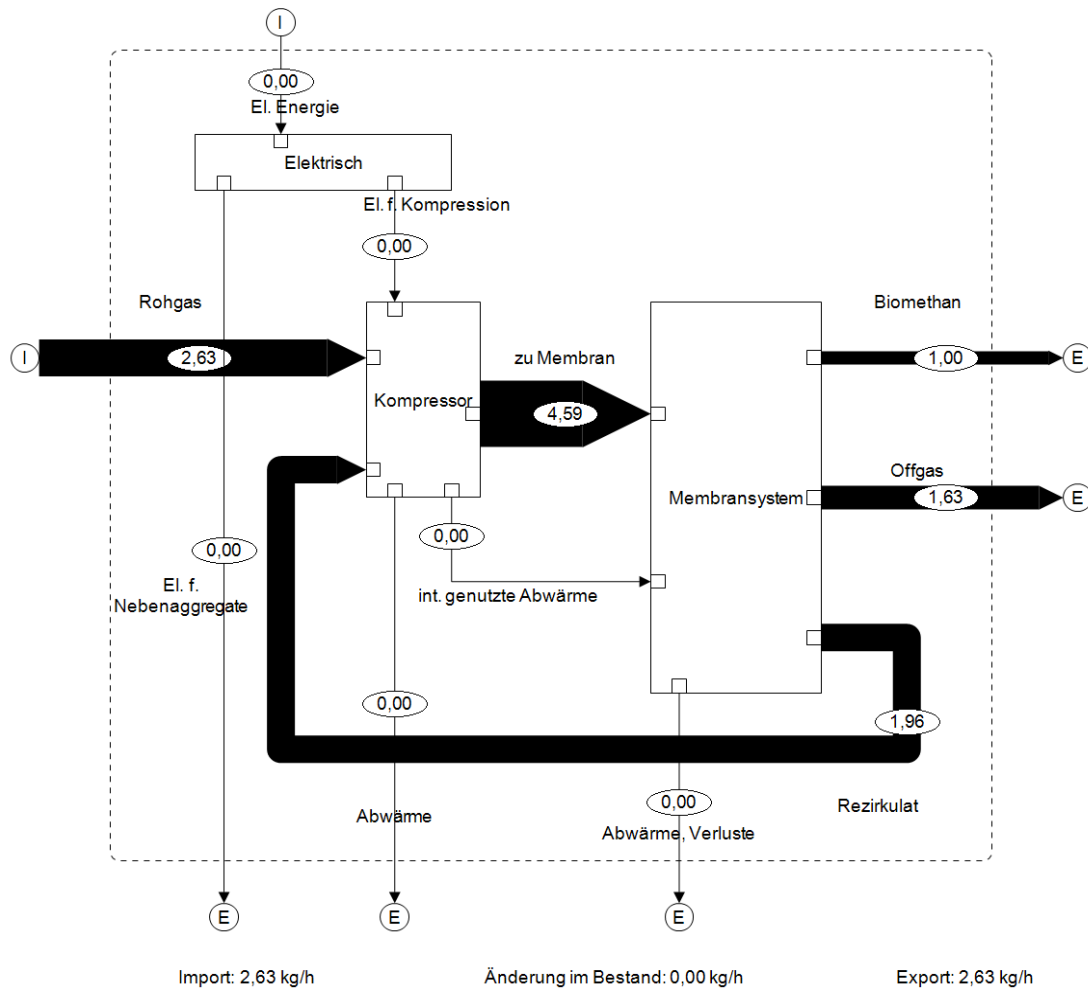 I
0,00
El. Energie
Elektrisch
El. f. Kompression
0,00
Rohgas
Biomethan
I
2,63
zu Membran
1,00
E
Kompressor
4,59
Offgas
Membransystem
1,63
E
0,00
0,00
El. f.
Nebenaggregate
int. genutzte Abwärme
0,00
1,96
0,00
Abwärme
Abwärme, Verluste
Rezirkulat
E
E
E
Import: 2,63 kg/h
Änderung im Bestand: 0,00 kg/h
Export: 2,63 kg/h